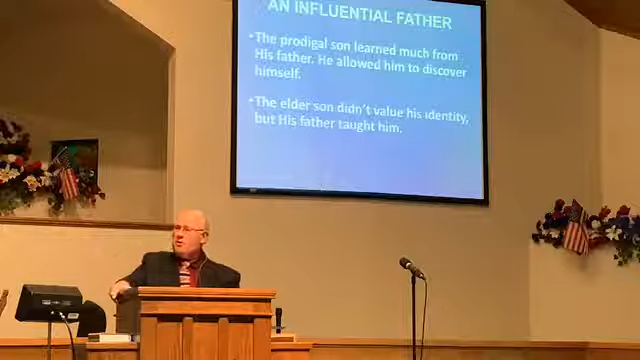 AN INFLUENTIAL FATHER
•The prodigal son learned much from
His father. He allowed him to discover
himself.
•The elder son didn't value his identity,
but His father taught him.